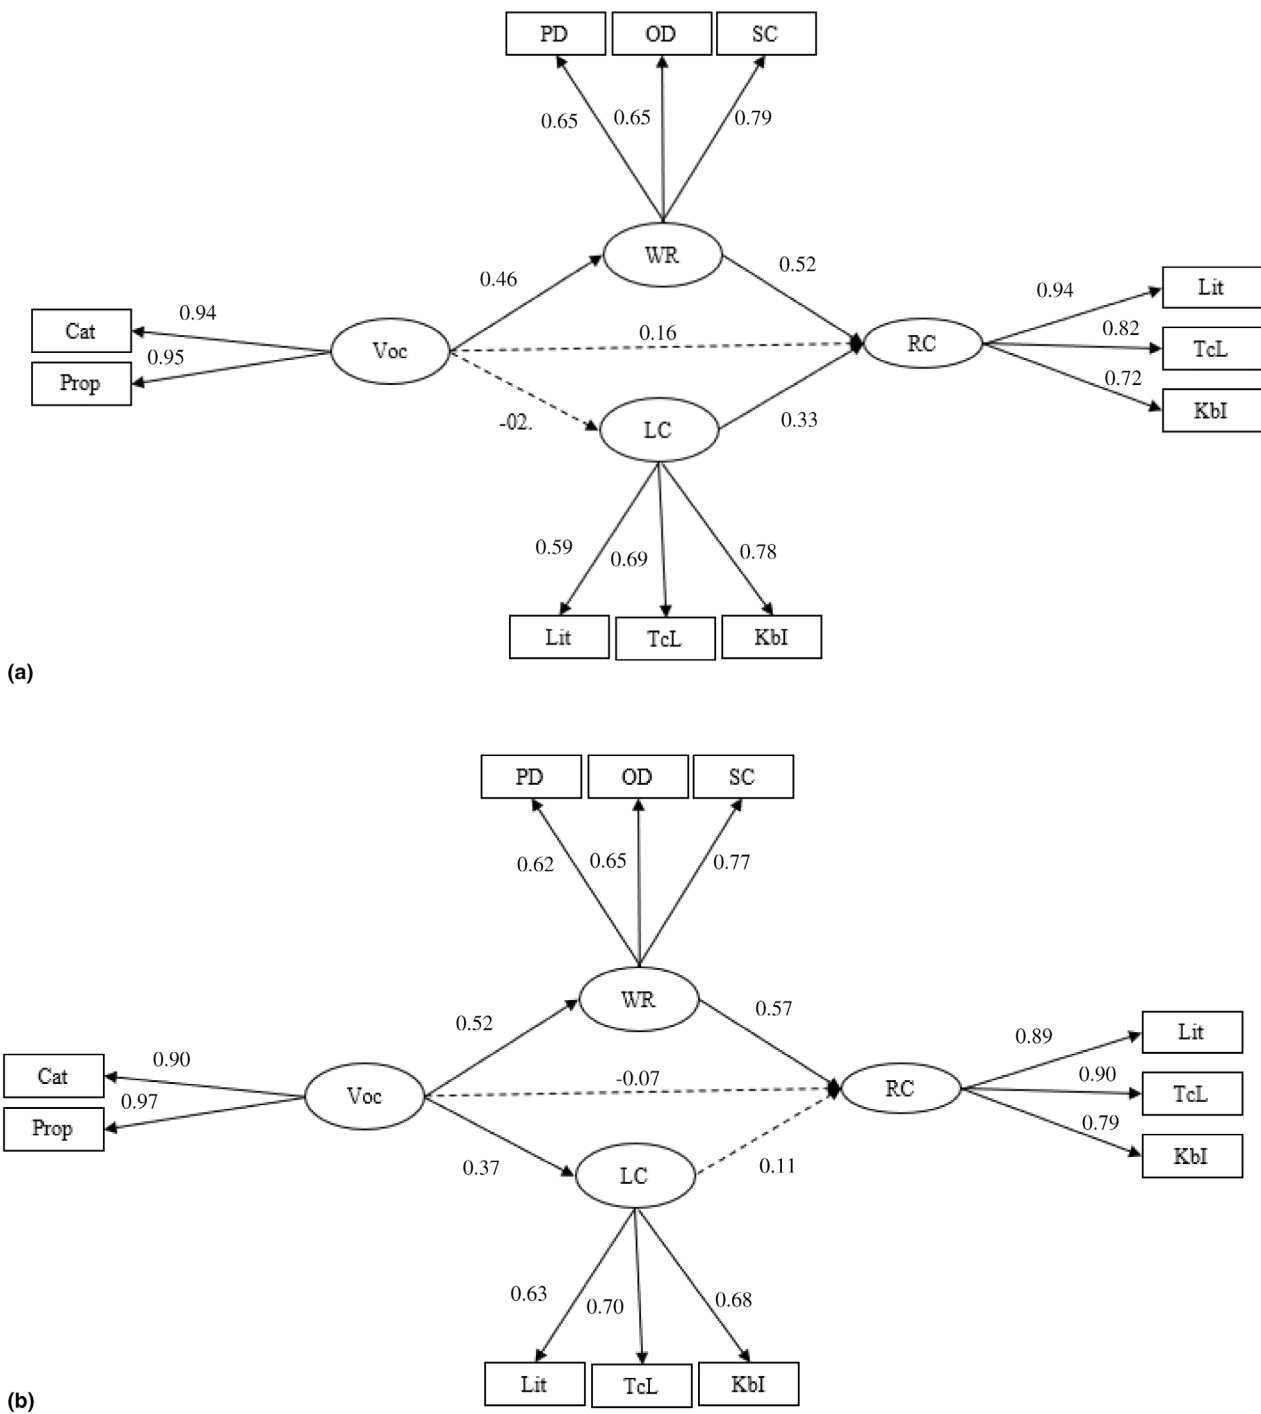 PD OD SC
0.65 0.65 0.79
WR
0.46 0.52
Cat 0.94 Voc 0.16 RC 0.94 Lit
Prop 0.95 0.82 TcL
0.72 KbI
-02. LC 0.33
0.59 0.69 0.78
Lit TcL KbI
(a)
PD OD SC
0.62 0.65 0.77
WR
0.52 0.57
Cat 0.90 Voc -0.07 RC 0.89 Lit
Prop 0.97 0.90 TcL
0.79 KbI
0.37 LC 0.11
0.63 0.70 0.68
Lit TcL KbI
(b)